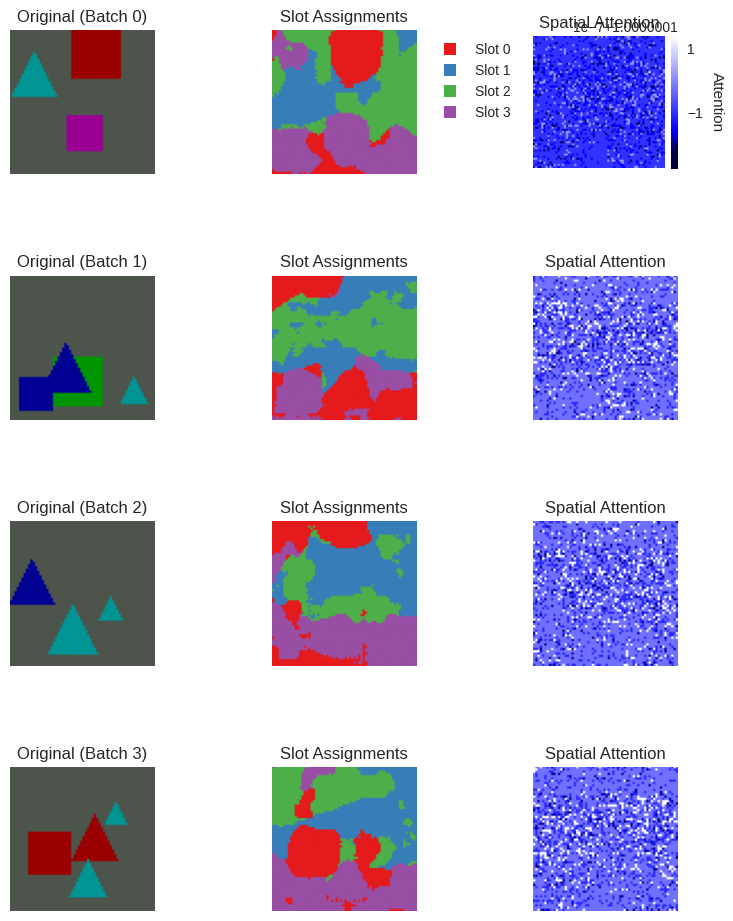 Original (Batch 0)
Slot Assignments
Spatial Attention
1e−7+1.0000001
Slot 0
Slot 1
Slot 2
Slot 3
1
−1
Attention
Original (Batch 1)
Slot Assignments
Spatial Attention
Original (Batch 2)
Slot Assignments
Spatial Attention
Original (Batch 3)
Slot Assignments
Spatial Attention